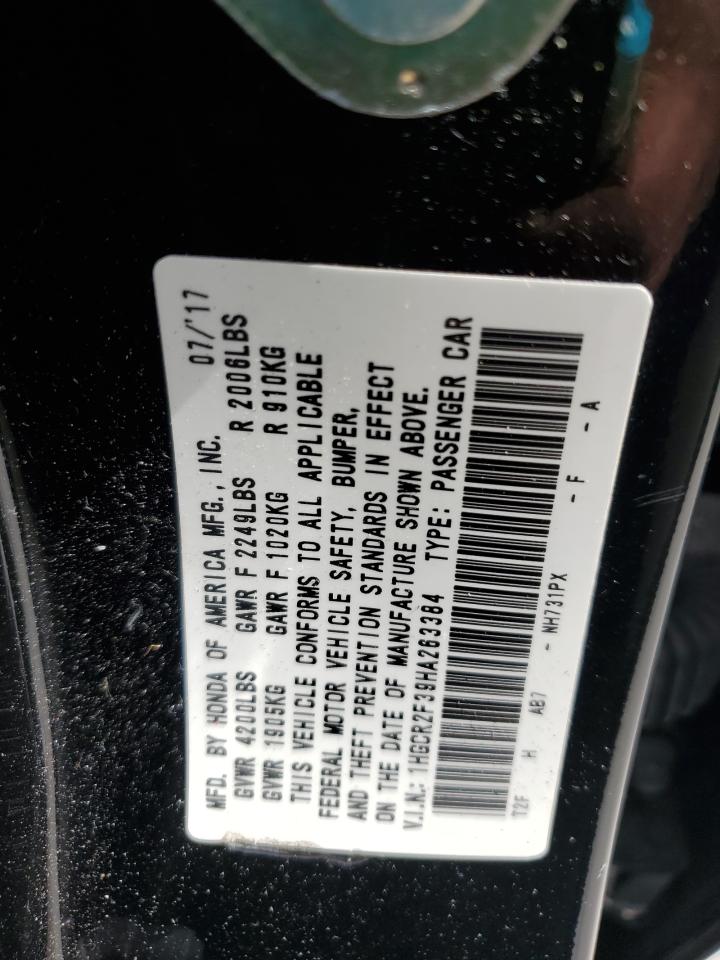 MFD. BY HONDA OF AMERICA MFG., INC. 07/'17
GVWR 4200LBS GAWR F 2249LBS R 2006LBS
GVWR 1905KG GAWR F 1020KG R 910KG
THIS VEHICLE CONFORMS TO ALL APPLICABLE
FEDERAL MOTOR VEHICLE SAFETY, BUMPER,
AND THEFT PREVENTION STANDARDS IN EFFECT
ON THE DATE OF MANUFACTURE SHOWN ABOVE.
V.I.N.: 1HGCR2F39HA263384 TYPE: PASSENGER CAR
T2F H AB7 - NH731PX - F - A